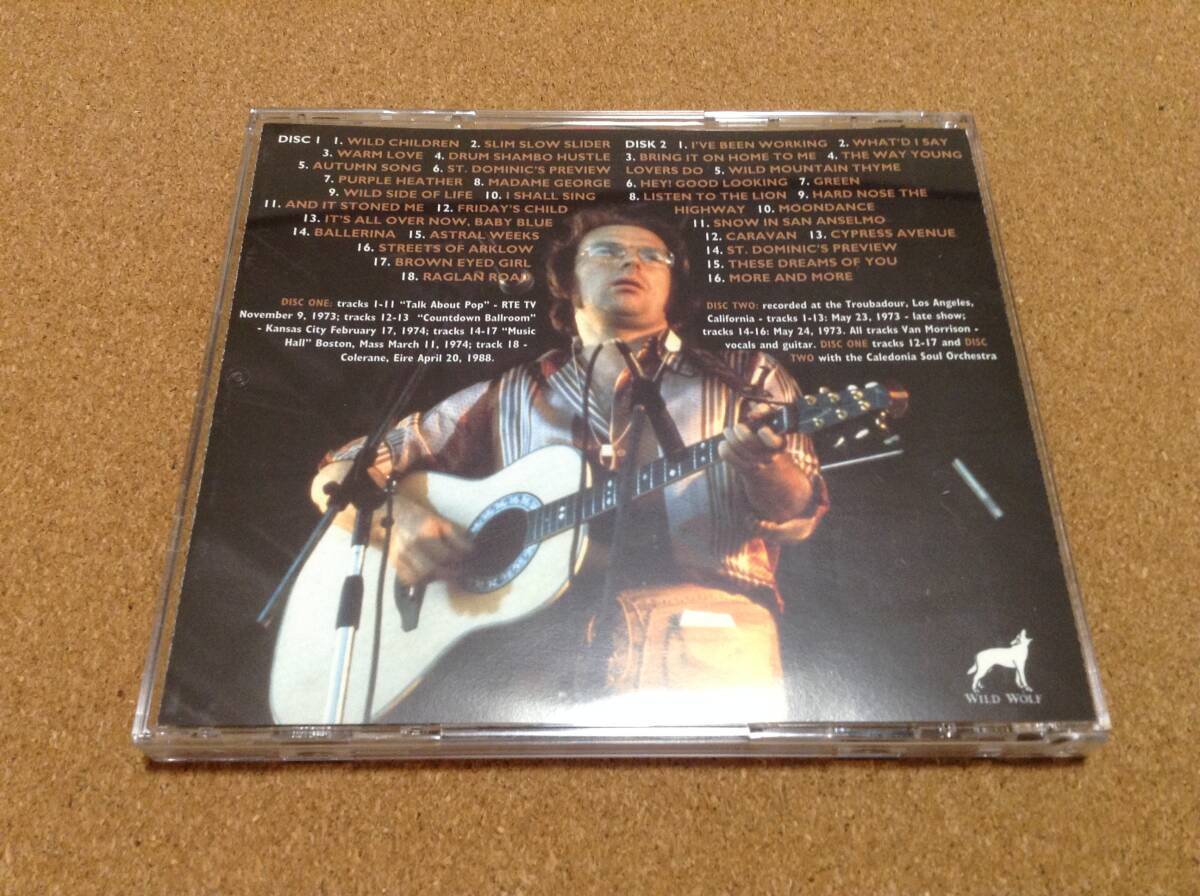 DISC 1 1. WILD CHILDREN 2. SLIM SLOW SLIDER
3. WARM LOVE 4. DRUM SHAMBO HUSTLE
5. AUTUMN SONG 6. ST. DOMINIC'S PREVIEW
7. PURPLE HEATHER 8. MADAME GEORGE
9. WILD SIDE OF LIFE 10. I SHALL SING
11. AND IT STONED ME 12. FRIDAY'S CHILD
13. IT'S ALL OVER NOW, BABY BLUE
14. BALLERINA 15. ASTRAL WEEKS
16. STREETS OF ARKLOW
17. BROWN EYED GIRL
18. RAGLAN ROAD
DISC ONE: tracks 1-11 "Talk About Pop" - RTE TV
November 9, 1973; tracks 12-13 "Countdown Ballroom"
- Kansas City February 17, 1974; tracks 14-17 "Music
Hall" Boston, Mass March 11, 1974; track 18 -
Colerane, Eire April 20, 1988.
DISK 2 1. I'VE BEEN WORKING 2. WHAT'D I SAY
3. BRING IT ON HOME TO ME 4. THE WAY YOUNG
LOVERS DO 5. WILD MOUNTAIN THYME
6. HEY! GOOD LOOKING 7. GREEN
8. LISTEN TO THE LION 9. HARD NOSE THE
HIGHWAY 10. MOONDANCE
11. SNOW IN SAN ANSELMO
12. CARAVAN 13. CYPRESS AVENUE
14. ST. DOMINIC'S PREVIEW
15. THESE DREAMS OF YOU
16. MORE AND MORE
DISC TWO: recorded at the Troubadour, Los Angeles,
California - tracks 1-13: May 23, 1973 - late show;
tracks 14-16: May 24, 1973. All tracks Van Morrison -
vocals and guitar. DISC ONE tracks 12-17 and DISC
TWO with the Caledonia Soul Orchestra
WILD WOLF